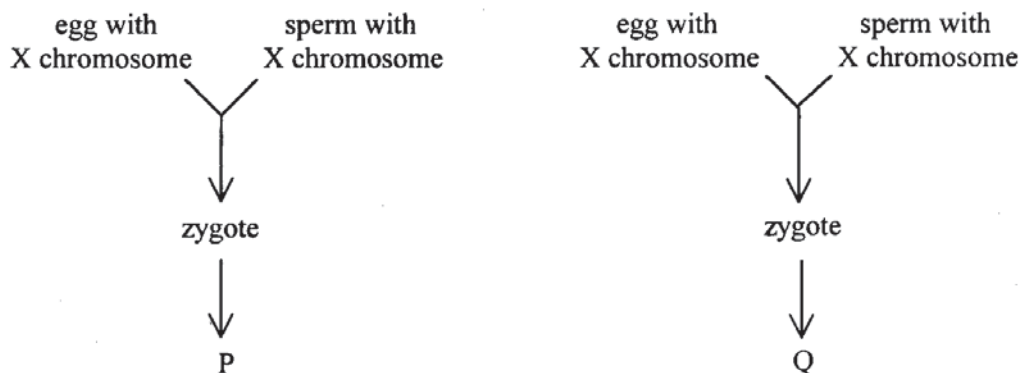 egg with
X chromosome
sperm with
X chromosome
zygote
P
egg with
X chromosome
sperm with
X chromosome
zygote
Q